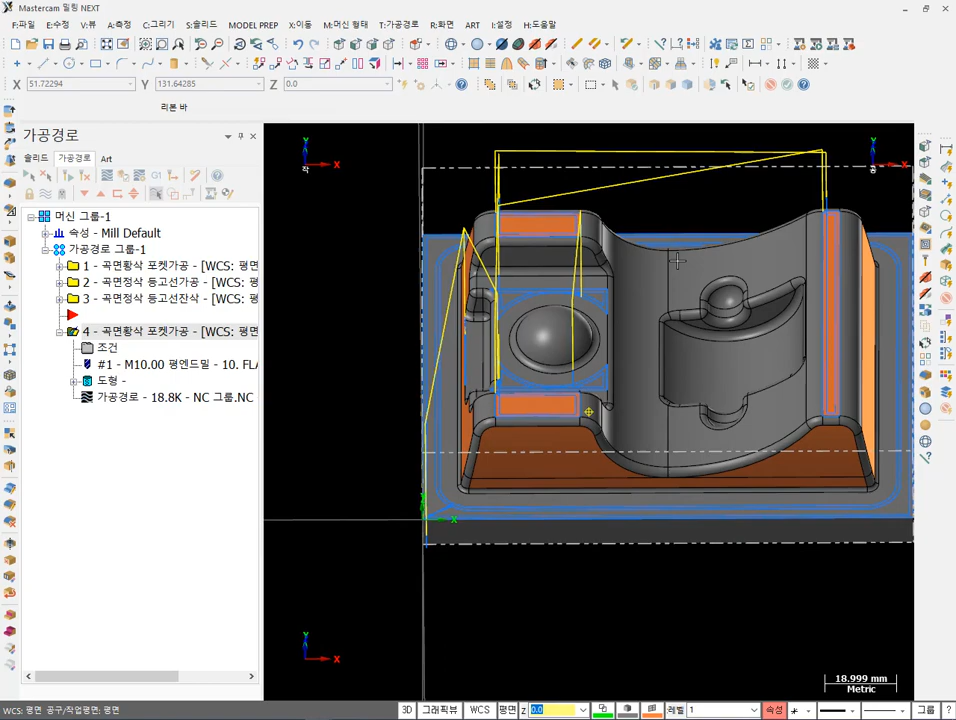 Mastercam 밀링 NEXT
F:파일 E:수정 V:뷰 A:측정 C:그리기 S:솔리드 MODEL PREP X:이동 M:머신 형태 T:가공경로 R:화면 ART I:설정 H:도움말
X 51.72294 Y 131.64285 Z 0.0
리본 바
가공경로
솔리드 가공경로 Art
G1
머신 그룹-1
속성 - Mill Default
가공경로 그룹-1
1 - 곡면황삭 포켓가공 - [WCS: 평면
2 - 곡면정삭 등고선가공 - [WCS: 평
3 - 곡면정삭 등고선잔삭 - [WCS: 평
4 - 곡면황삭 포켓가공 - [WCS: 평면
조건
#1 - M10.00 평엔드밀 - 10. FLA
도형 -
가공경로 - 18.8K - NC 그룹.NC
Y
X
Y
X
X
Y
X
18.999 mm
Metric
WCS: 평면 공구/작업평면: 평면
3D 그래픽뷰 WCS 평면 Z 0.0 레벨 1 속성 그룹